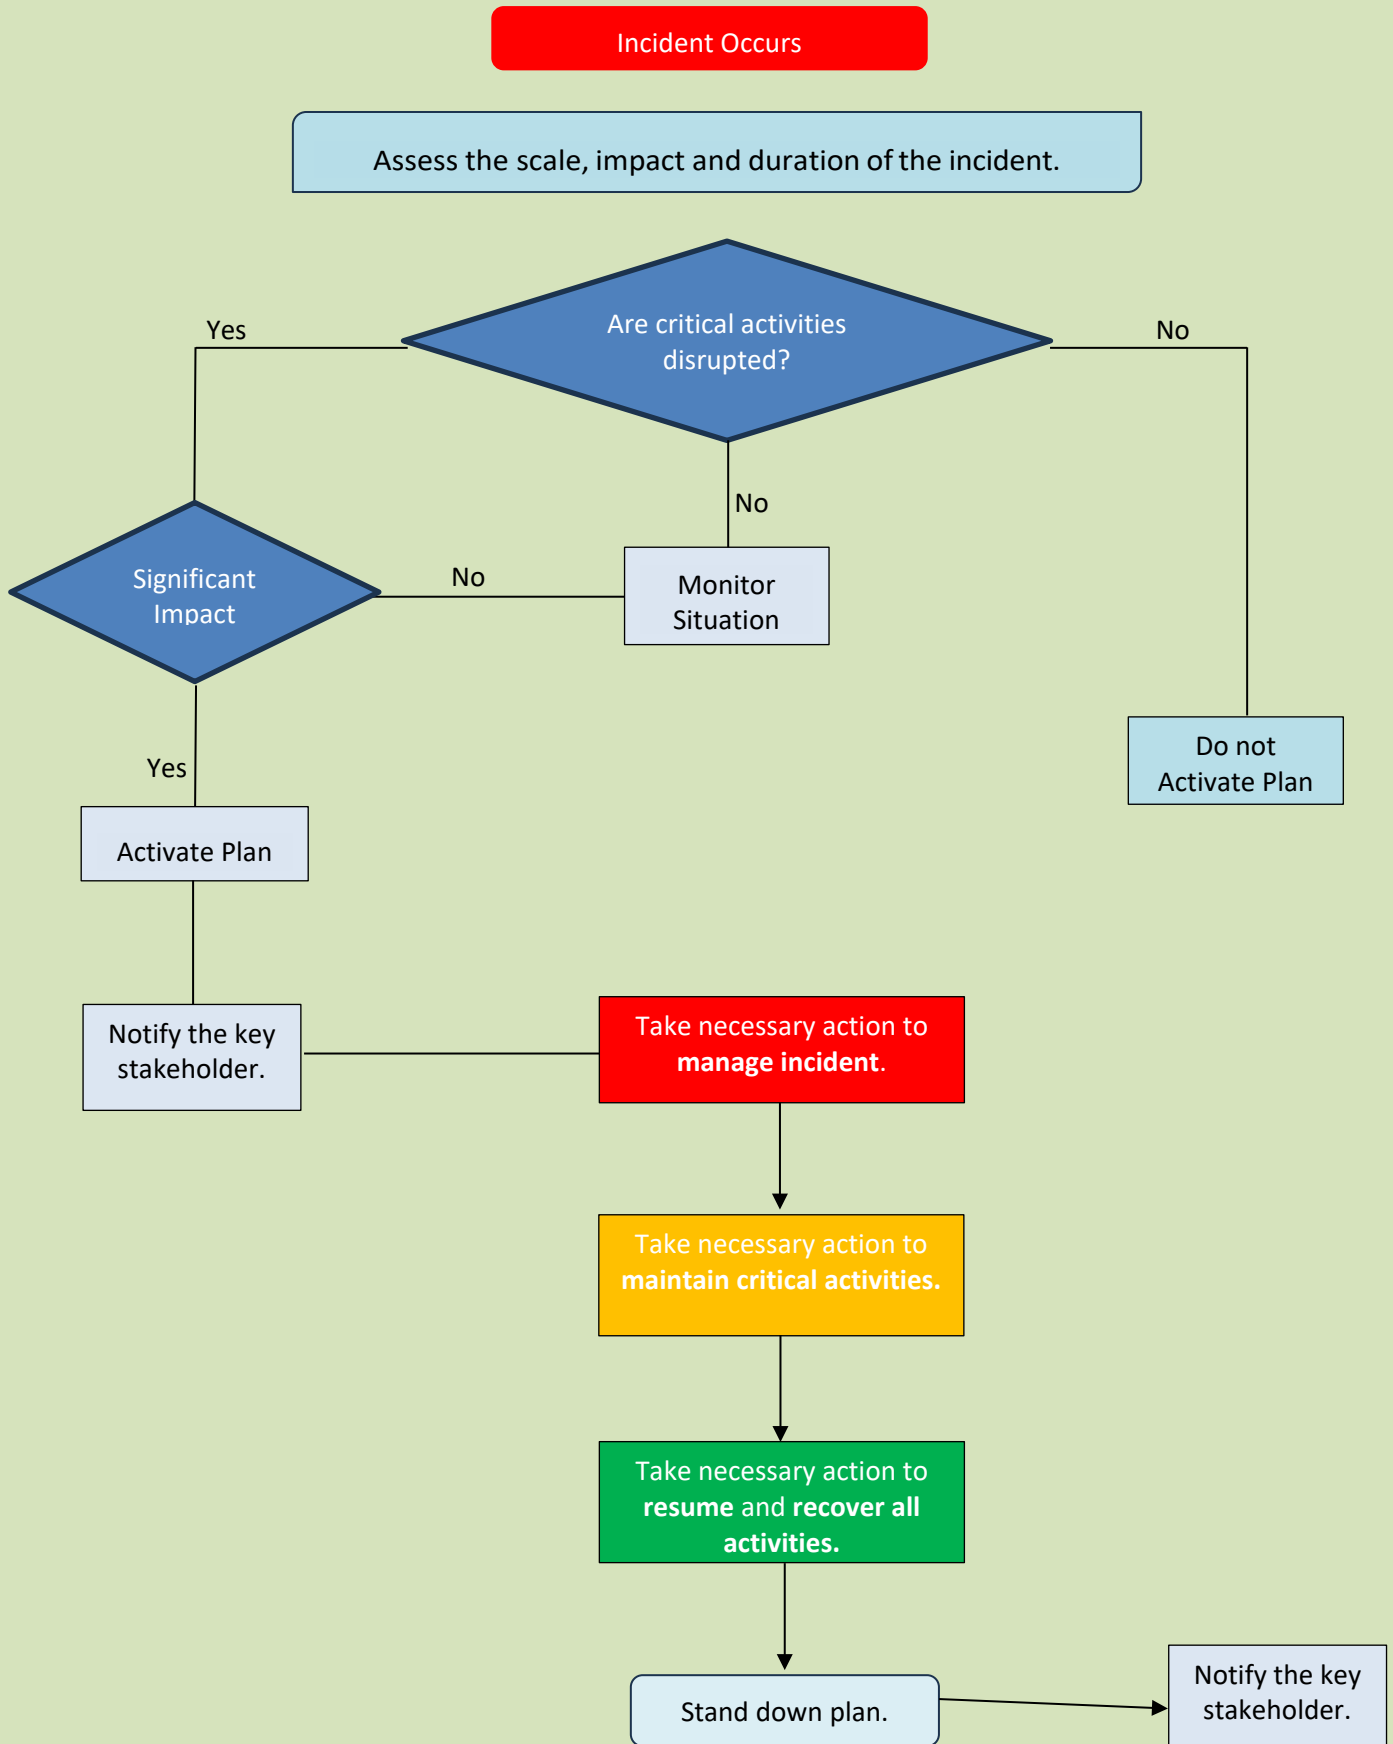 Incident Occurs
Assess the scale, impact and duration of the incident.
Are critical activities
disrupted?
Yes
No
No
Significant
Impact
No
Monitor
Situation
Do not
Activate Plan
Yes
Activate Plan
Notify the key
stakeholder.
Take necessary action to
manage incident.
Take necessary action to
maintain critical activities.
Take necessary action to
resume and recover all
activities.
Stand down plan.
Notify the key
stakeholder.